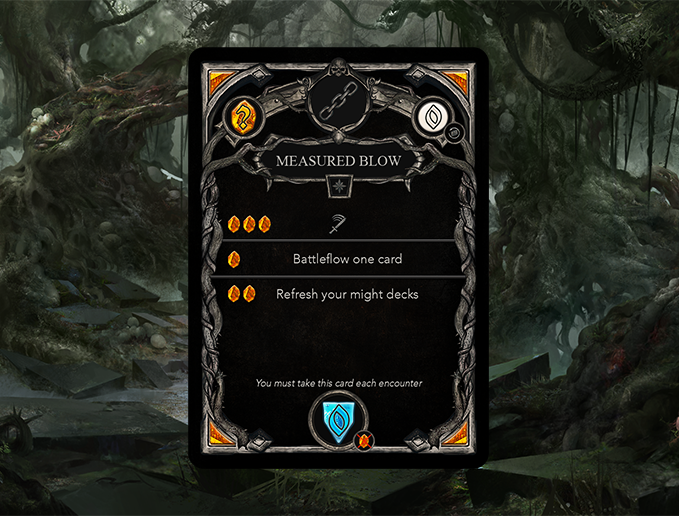 MEASURED BLOW
Battleflow one card
Refresh your might decks
You must take this card each encounter